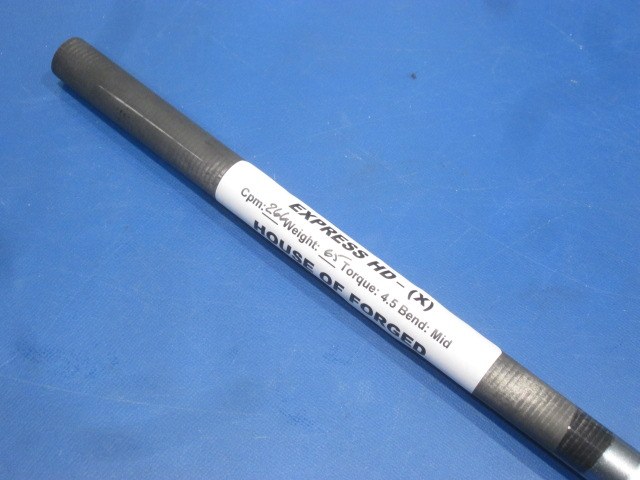 EXPRESS HD - (X)
Cpm: 266 Weight: 65 Torque: 4.5 Bend: Mid
HOUSE OF FORGED